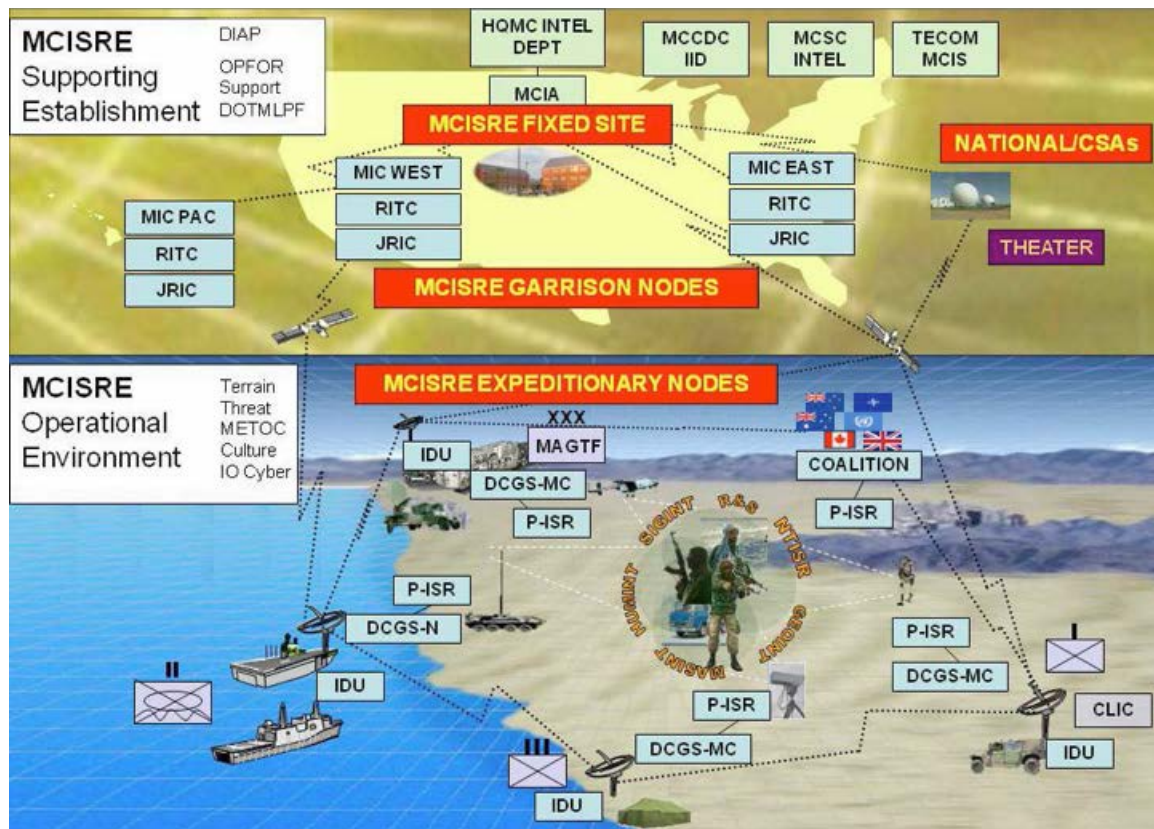 MCISRE
Supporting
Establishment
DIAP
OPFOR
Support
DOTMLPF
HQMC INTEL
DEPT
MCCDC
IID
MCSC
INTEL
TECOM
MCIS
MCIA
MCISRE FIXED SITE
NATIONAL/CSAs
MIC WEST
RITC
JRIC
MIC EAST
RITC
JRIC
MIC PAC
RITC
JRIC
THEATER
MCISRE GARRISON NODES
MCISRE
Operational
Environment
Terrain
Threat
METOC
Culture
IO Cyber
MCISRE EXPEDITIONARY NODES
XXX
MAGTF
IDU
DCGS-MC
P-ISR
COALITION
P-ISR
SIGINT
R&S
NTISR
GEOINT
MASINT
HUMINT
P-ISR
DCGS-N
IDU
II
P-ISR
DCGS-MC
I
CLIC
IDU
P-ISR
DCGS-MC
III
IDU